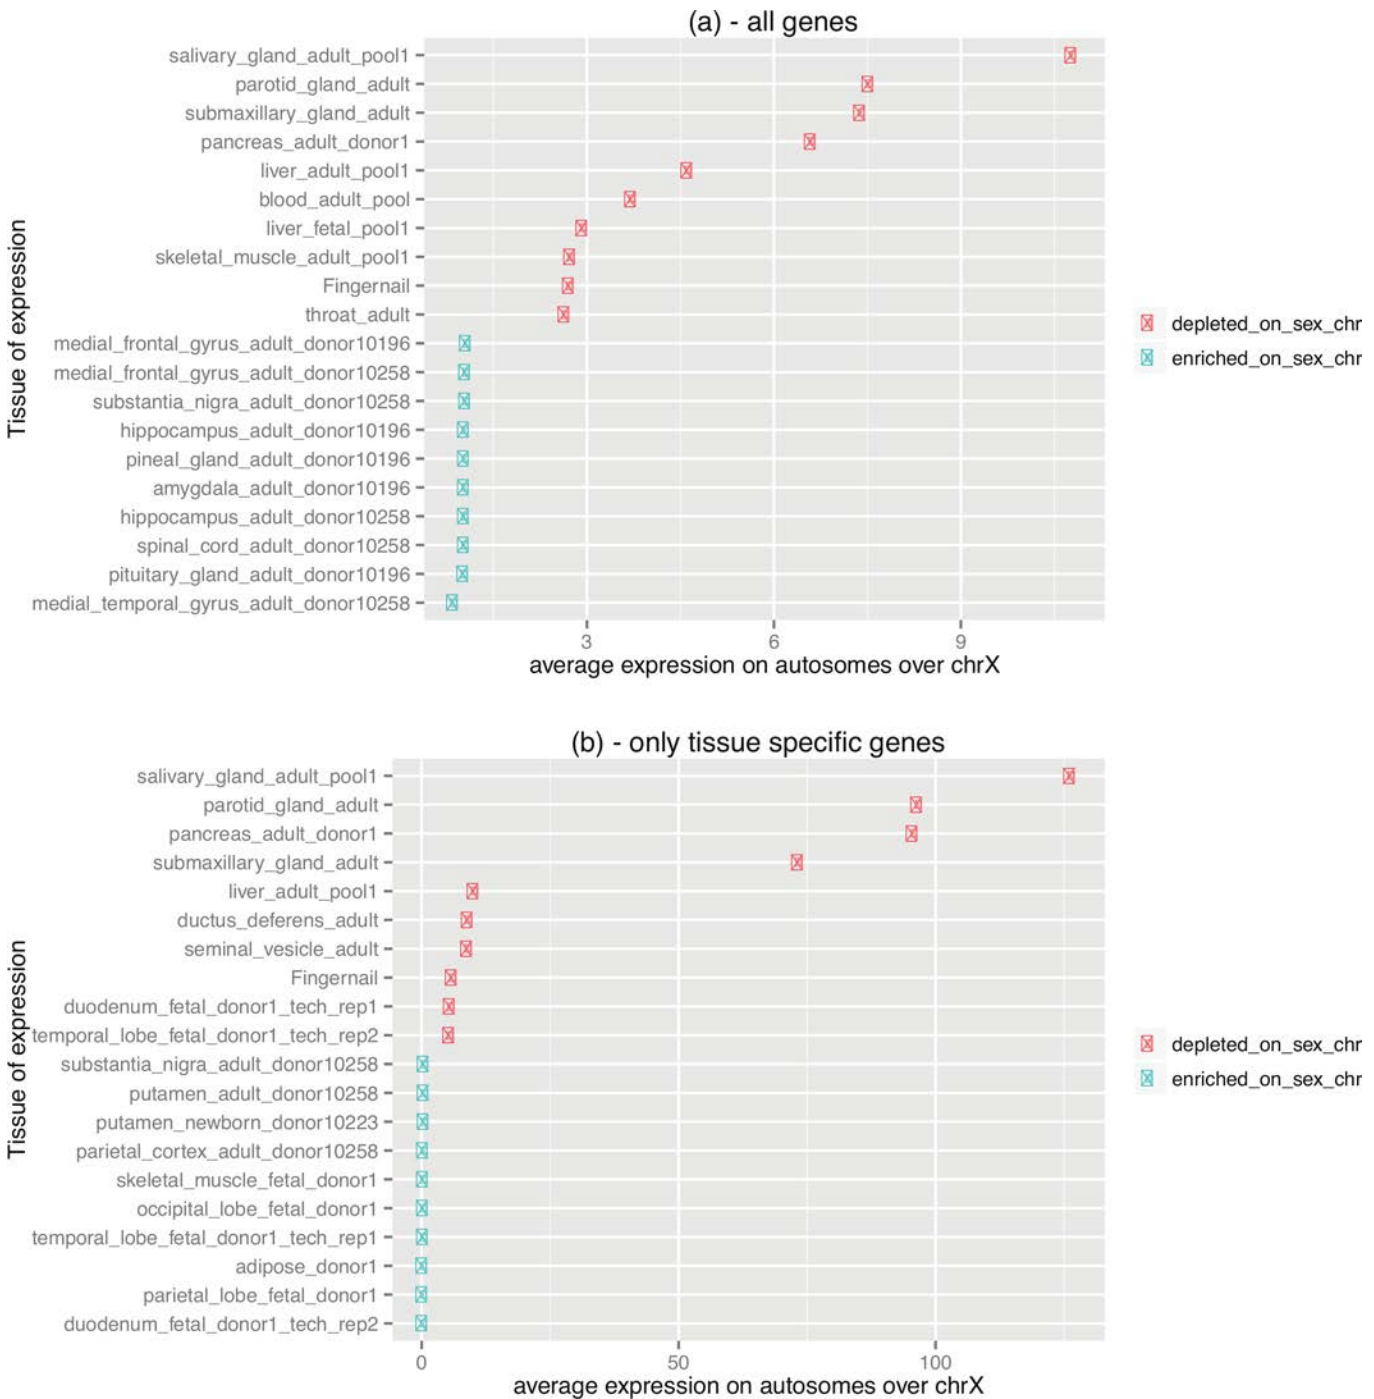 (a) - all genes
salivary_gland_adult_pool1
parotid_gland_adult
submaxillary_gland_adult
pancreas_adult_donor1
liver_adult_pool1
blood_adult_pool
liver_fetal_pool1
skeletal_muscle_adult_pool1
Fingernail
throat_adult
medial_frontal_gyrus_adult_donor10196
medial_frontal_gyrus_adult_donor10258
substantia_nigra_adult_donor10258
hippocampus_adult_donor10196
pineal_gland_adult_donor10196
amygdala_adult_donor10196
hippocampus_adult_donor10258
spinal_cord_adult_donor10258
pituitary_gland_adult_donor10196
medial_temporal_gyrus_adult_donor10258
Tissue of expression
3 6 9
average expression on autosomes over chrX
depleted_on_sex_chr
enriched_on_sex_chr
(b) - only tissue specific genes
salivary_gland_adult_pool1
parotid_gland_adult
pancreas_adult_donor1
submaxillary_gland_adult
liver_adult_pool1
ductus_deferens_adult
seminal_vesicle_adult
Fingernail
duodenum_fetal_donor1_tech_rep1
temporal_lobe_fetal_donor1_tech_rep2
substantia_nigra_adult_donor10258
putamen_adult_donor10258
putamen_newborn_donor10223
parietal_cortex_adult_donor10258
skeletal_muscle_fetal_donor1
occipital_lobe_fetal_donor1
temporal_lobe_fetal_donor1_tech_rep1
adipose_donor1
parietal_lobe_fetal_donor1
duodenum_fetal_donor1_tech_rep2
Tissue of expression
0 50 100
average expression on autosomes over chrX
depleted_on_sex_chr
enriched_on_sex_chr